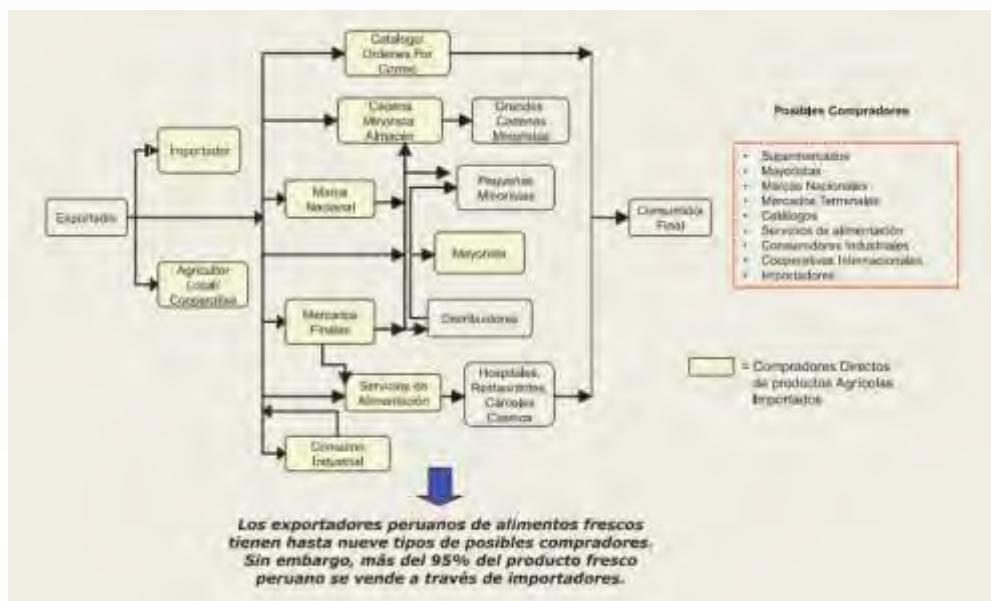 Catálogo/
Ordenes Por
Correo
Cadena
Minorista
Almacén
Grandes
Cadenas
Minoristas
Posibles Compradores
Importador
Marca
Nacional
Pequeñas
Minoristas
• Supermercados
• Mayoristas
• Marcas Nacionales
• Mercados Terminales
• Catálogos
• Servicios de alimentación
• Consumidores Industriales
• Cooperativas Internacionales
• Importadores
Exportador
Consumidor
Final
Mayorista
Agricultor
Local/
Cooperativa
Mercados
Finales
Distribuidores
Servicios de
Alimentación
Hospitales,
Restaurantes,
Cárceles
= Compradores Directos
de productos Agrícolas
Importados
Consumo
Industrial
Los exportadores peruanos de alimentos frescos
tienen hasta nueve tipos de posibles compradores.
Sin embargo, más del 95% del producto fresco
peruano se vende a través de importadores.